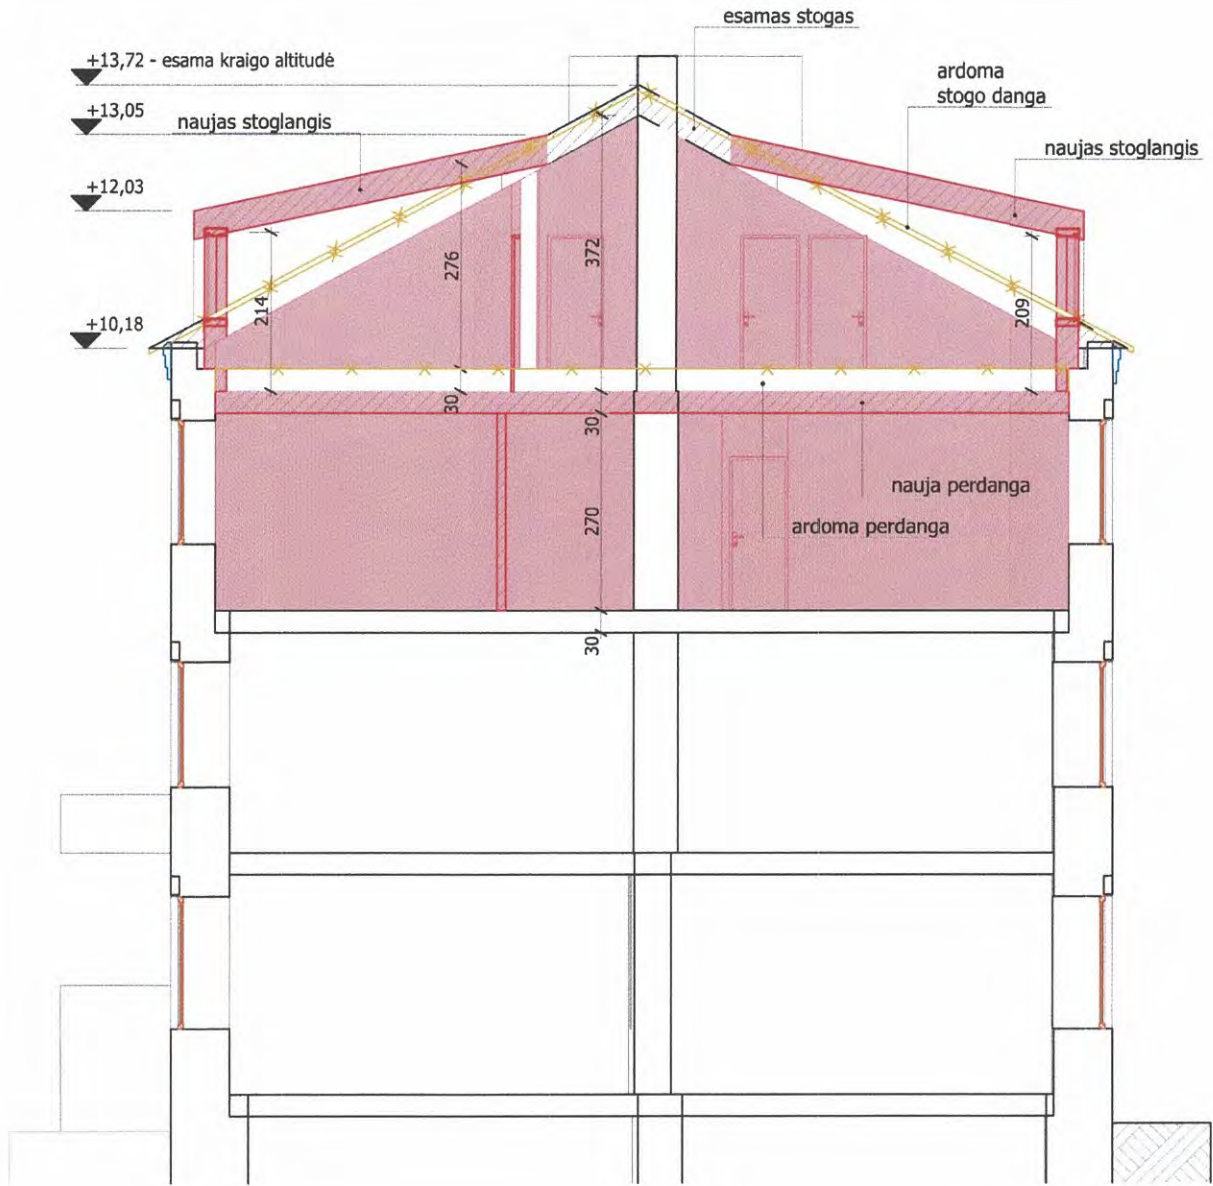 esamas stogas
+13,72 - esama kraigo altitudė
ardoma
stogo danga
+13,05
naujas stoglangis
naujas stoglangis
+12,03
276
372
214
209
+10,18
30
30
nauja perdanga
270
ardoma perdanga
30